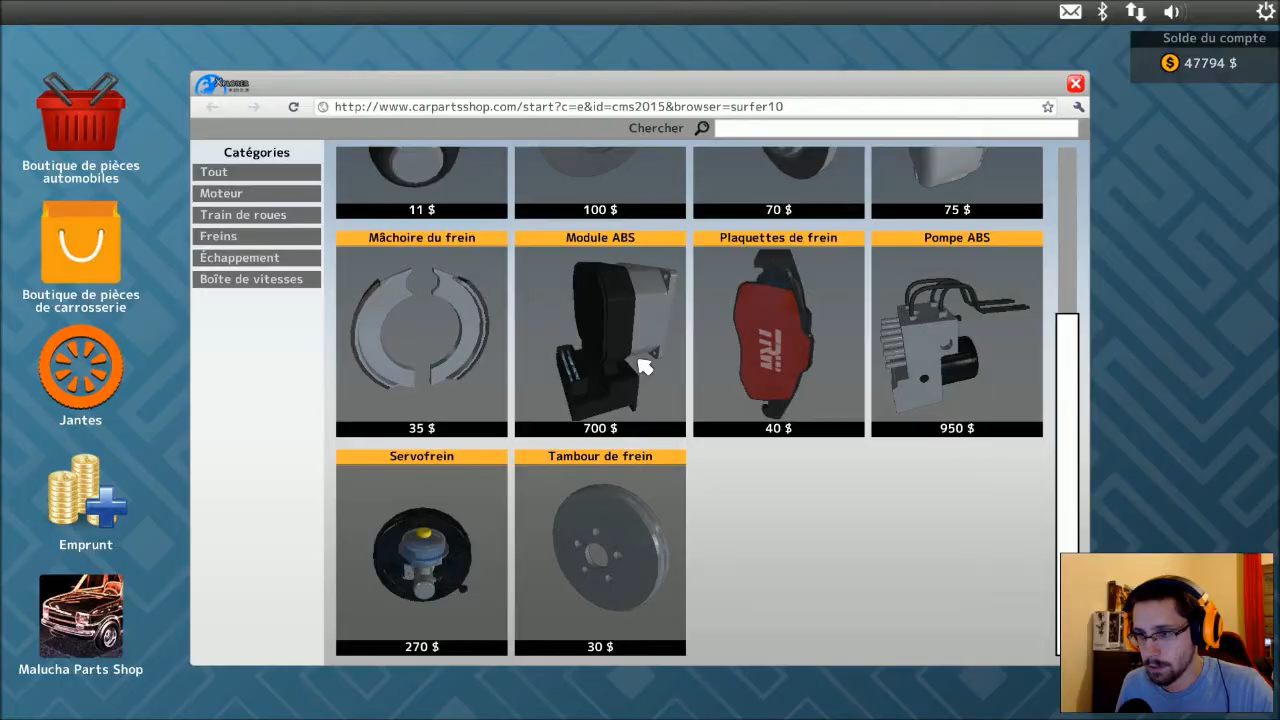 Solde du compte
47794 $
http://www.carpartsshop.com/start?c=e&id=cms2015&browser=surfer10
Chercher
Catégories
Tout
Moteur
Train de roues
Freins
Échappement
Boîte de vitesses
11 $
100 $
70 $
75 $
Mâchoire du frein
Module ABS
Plaquettes de frein
Pompe ABS
TRW
35 $
700 $
40 $
950 $
Servofrein
Tambour de frein
270 $
30 $
Boutique de pièces
automobiles
Boutique de pièces
de carrosserie
Jantes
Emprunt
Malucha Parts Shop